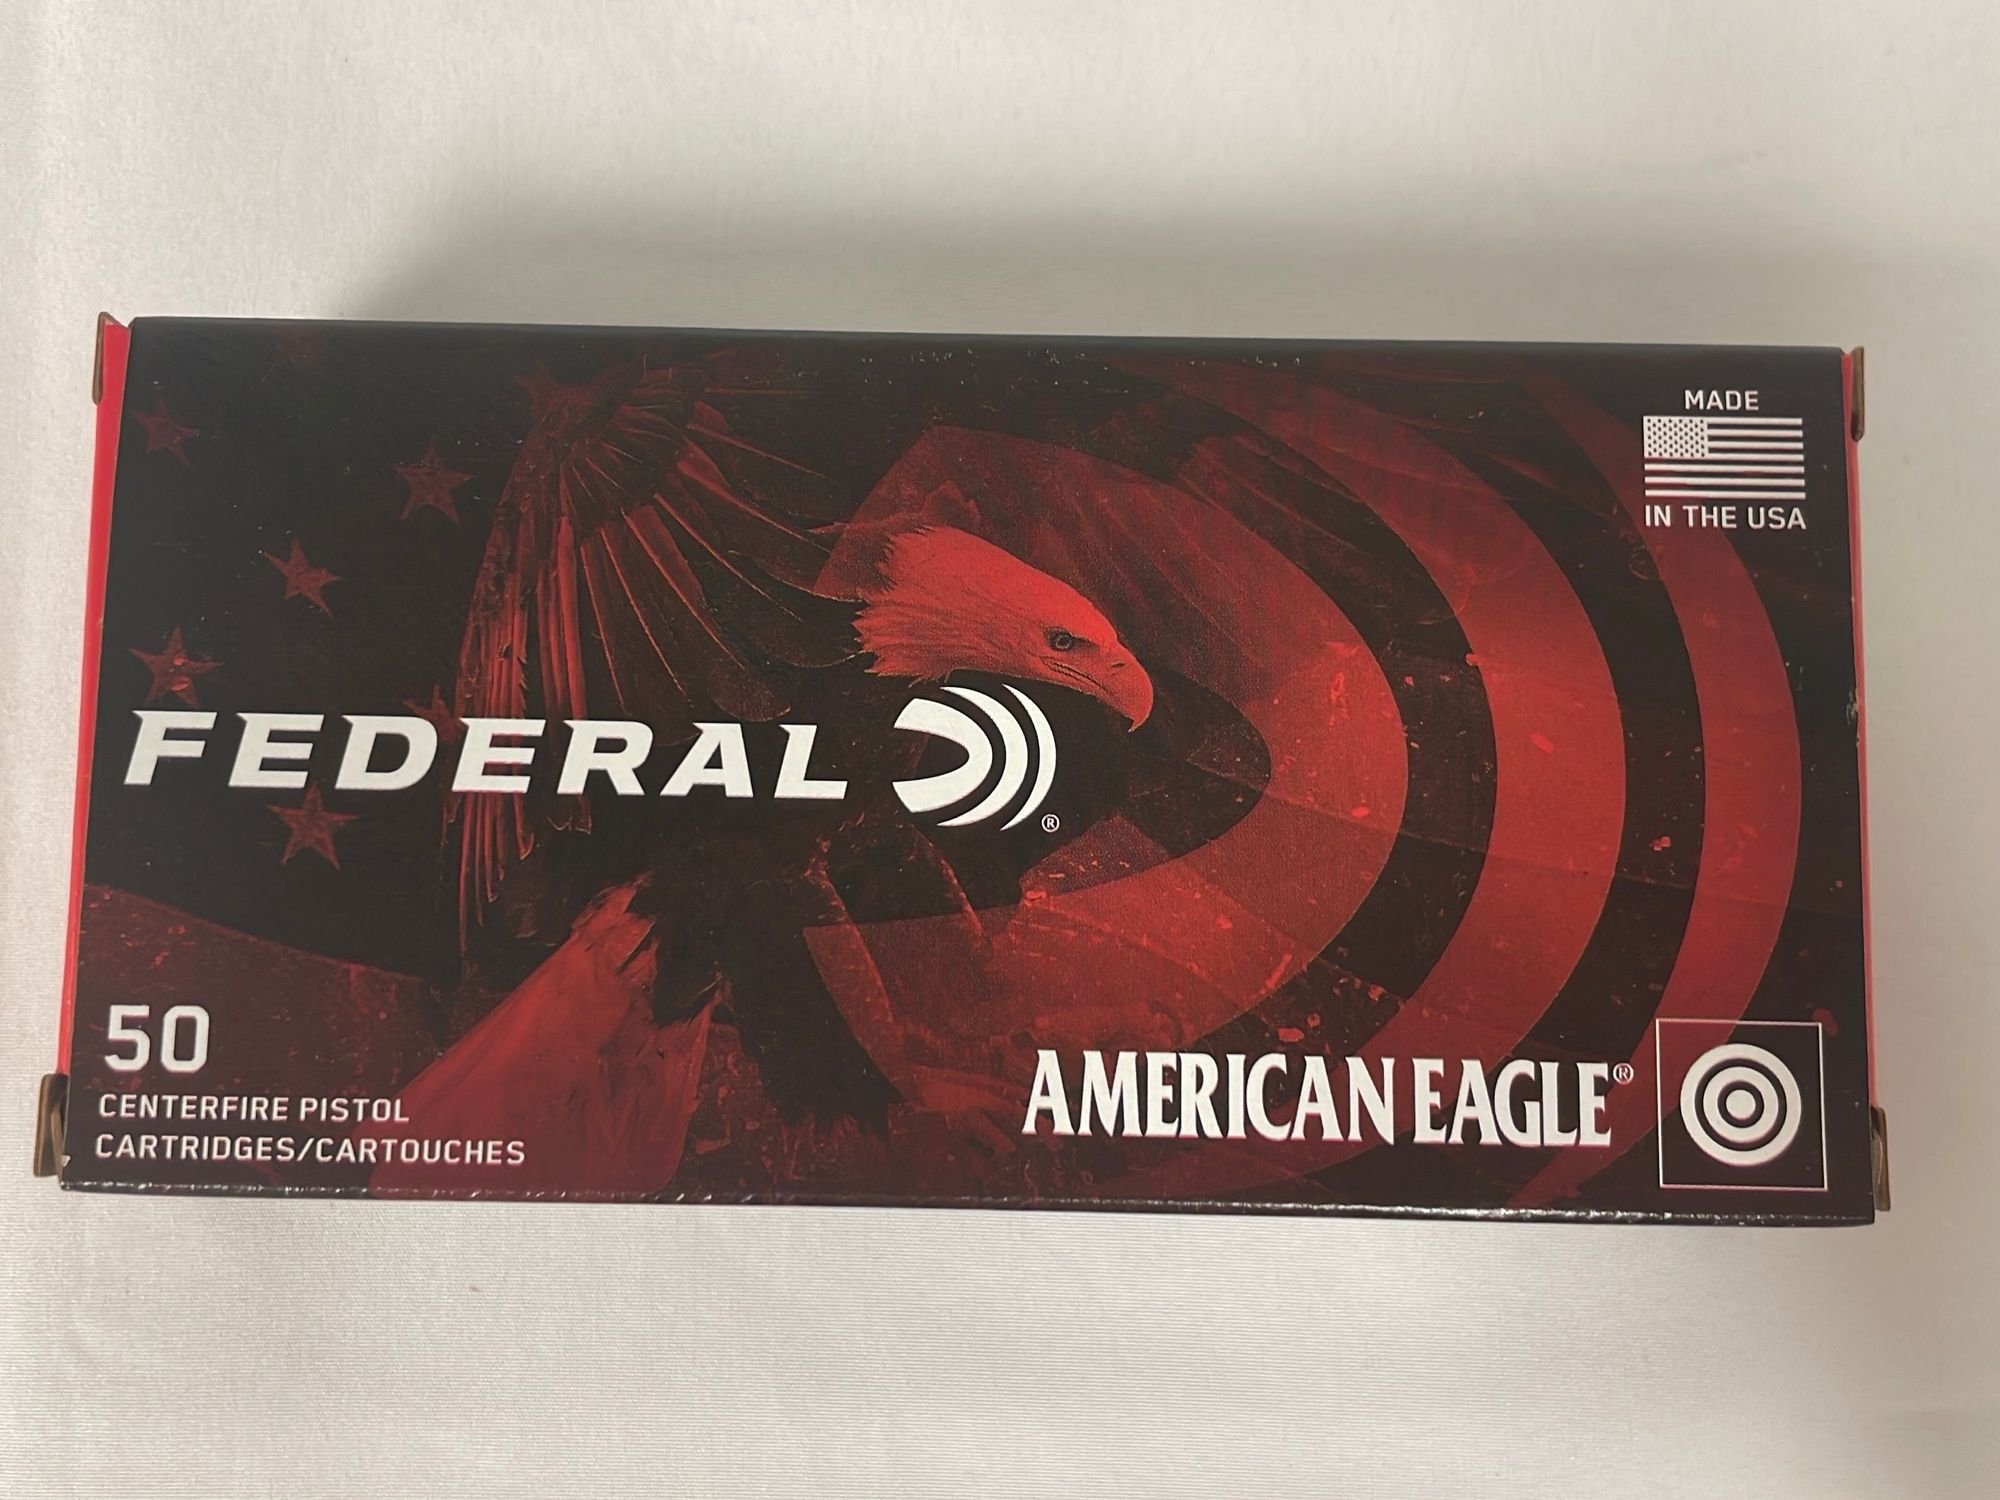 MADE
IN THE USA
FEDERAL®
50
CENTERFIRE PISTOL
CARTRIDGES/CARTOUCHES
AMERICAN EAGLE®